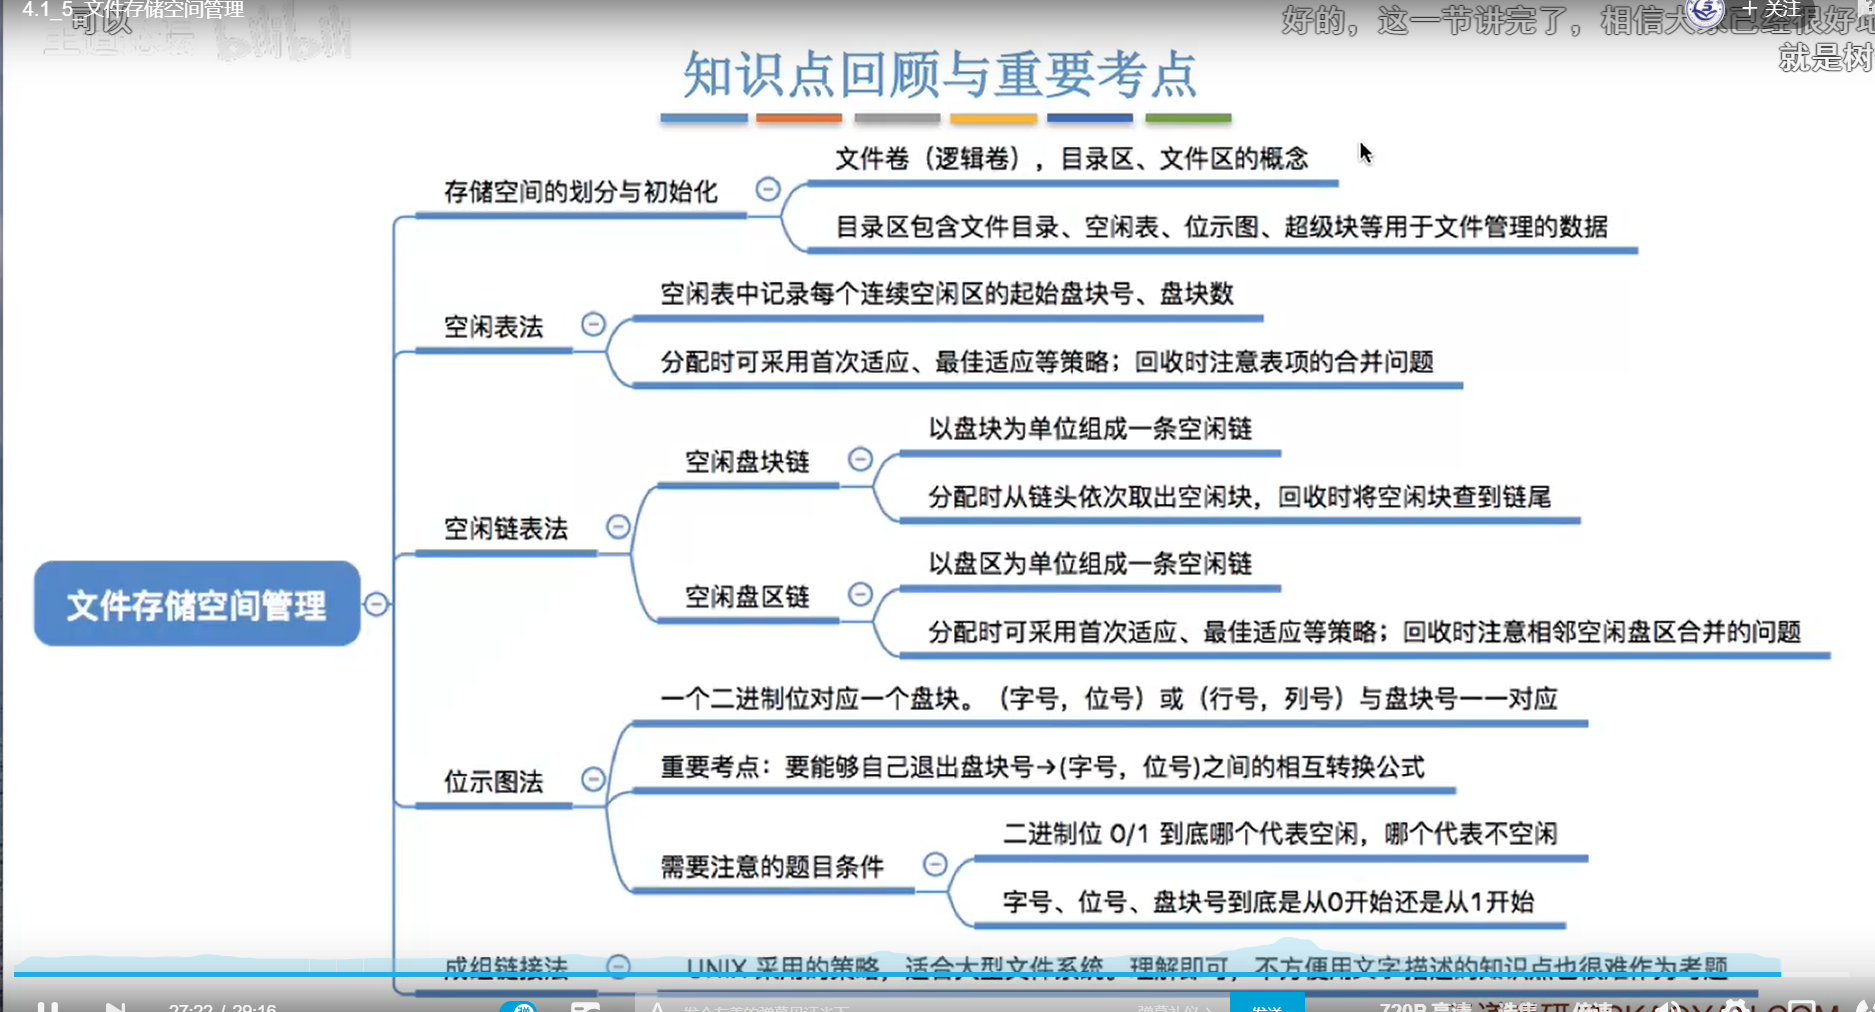 4.1_5_文件存储空间管理
可以
王道论坛 bilibili
+ 关注
好的，这一节讲完了，相信大家已经很好地
就是树
知识点回顾与重要考点
文件存储空间管理
存储空间的划分与初始化
文件卷（逻辑卷），目录区、文件区的概念
目录区包含文件目录、空闲表、位示图、超级块等用于文件管理的数据
空闲表法
空闲表中记录每个连续空闲区的起始盘块号、盘块数
分配时可采用首次适应、最佳适应等策略；回收时注意表项的合并问题
空闲链表法
空闲盘块链
以盘块为单位组成一条空闲链
分配时从链头依次取出空闲块，回收时将空闲块查到链尾
空闲盘区链
以盘区为单位组成一条空闲链
分配时可采用首次适应、最佳适应等策略；回收时注意相邻空闲盘区合并的问题
位示图法
一个二进制位对应一个盘块。（字号，位号）或（行号，列号）与盘块号一一对应
重要考点：要能够自己退出盘块号→(字号，位号)之间的相互转换公式
需要注意的题目条件
二进制位 0/1 到底哪个代表空闲，哪个代表不空闲
字号、位号、盘块号到底是从0开始还是从1开始
成组链接法
UNIX 采用的策略，适合大型文件系统。理解即可，不方便用文字描述的知识点也很难作为考题
27:22 / 29:16
弹幕礼仪
发送
720P 高清
选集
倍速